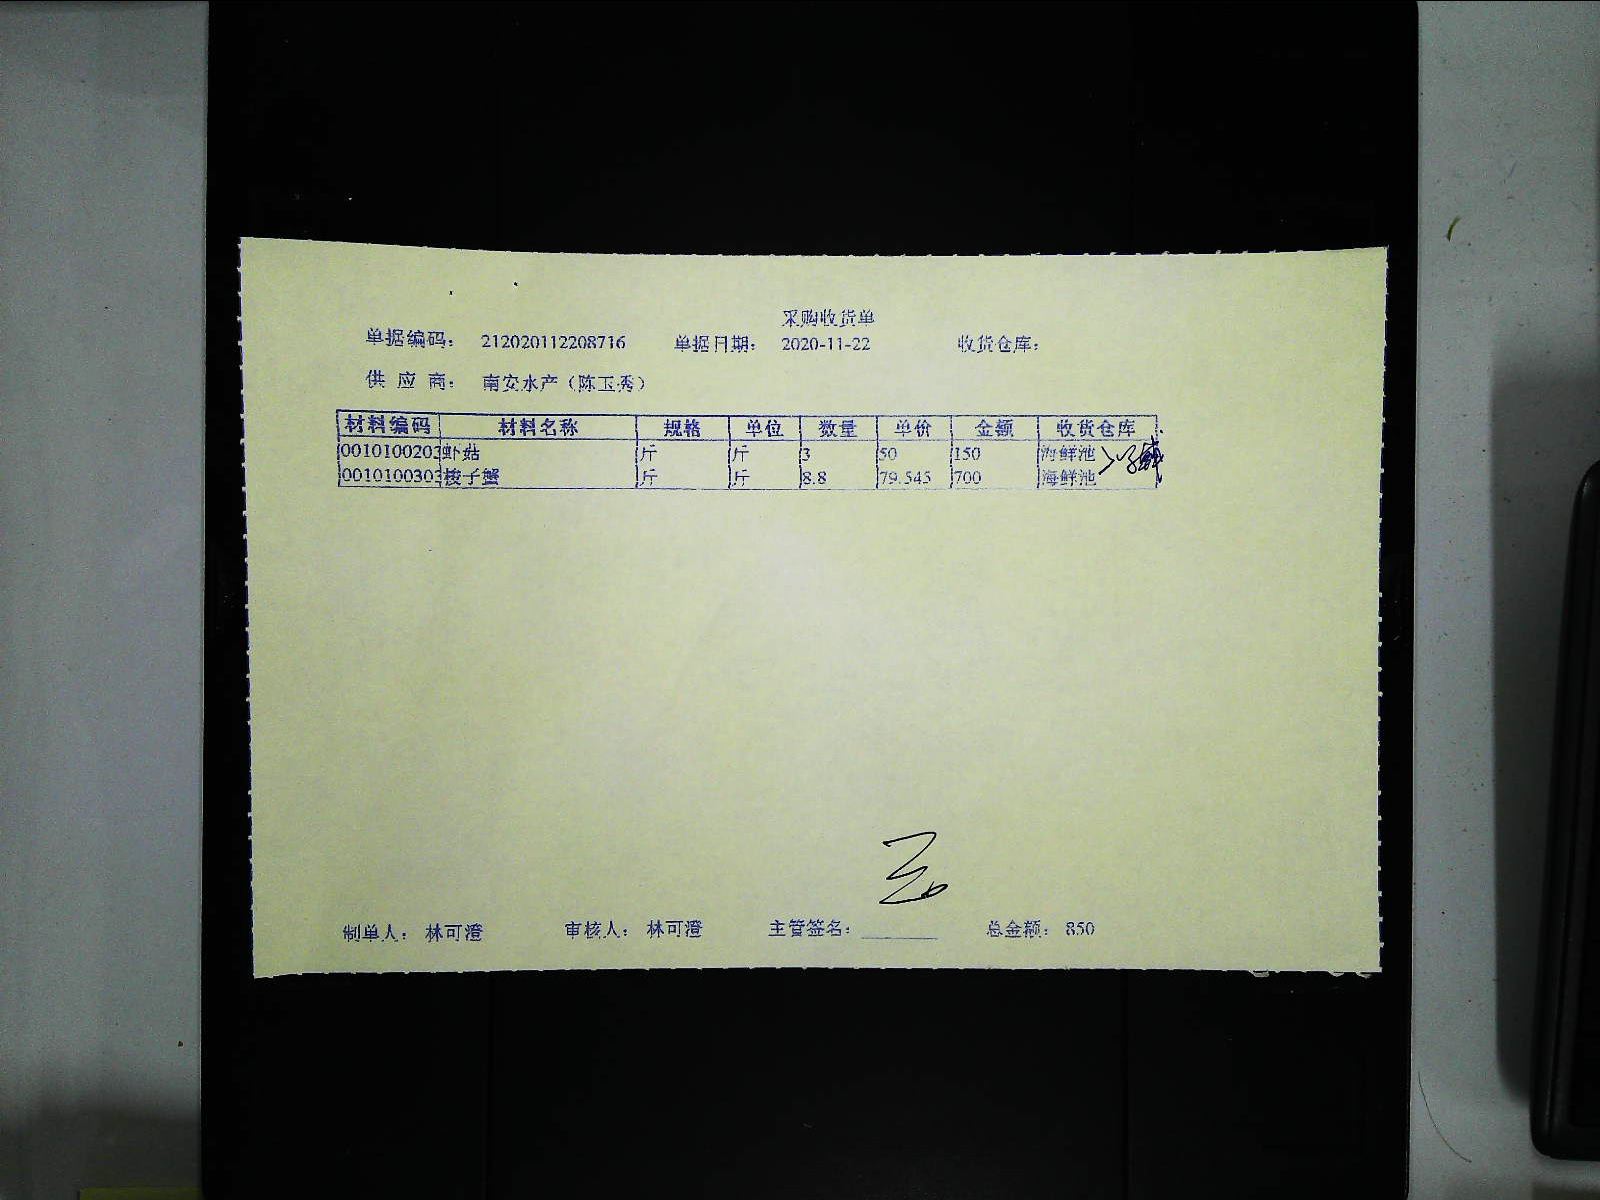 采购收货单
单据编码： 212020112208716 单据日期： 2020-11-22 收货仓库：
供 应 商： 南安水产（陈玉秀）
材料编码 材料名称 规格 单位 数量 单价 金额 收货仓库
0010100203 虾菇 斤 斤 3 50 150 海鲜池
0010100303 梭子蟹 斤 斤 8.8 79.545 700 海鲜池
制单人： 林可澄 审核人： 林可澄 主管签名： 总金额： 850